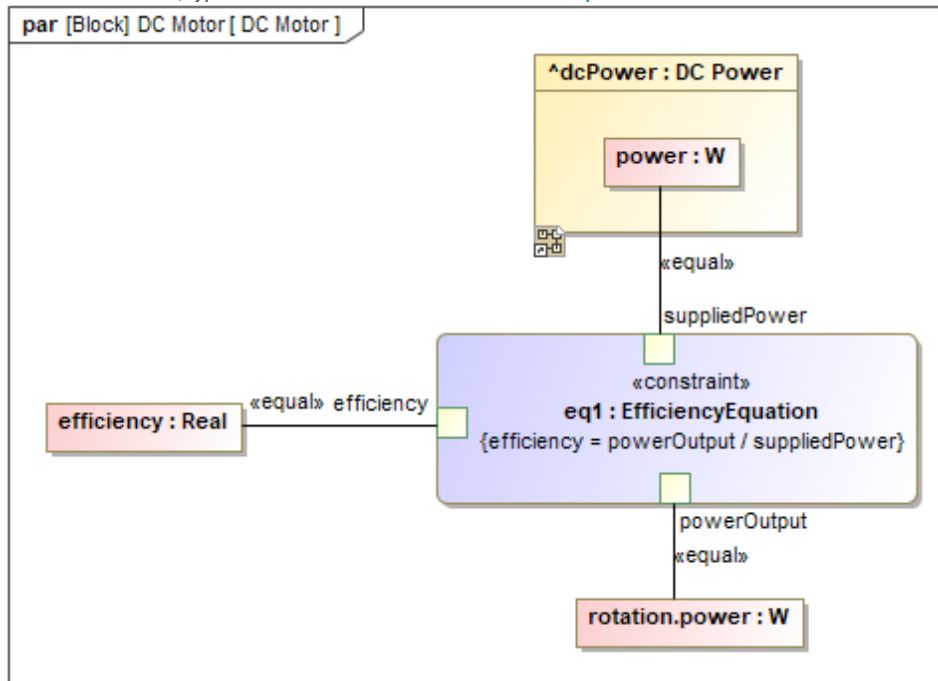 par [Block] DC Motor [ DC Motor ]
^dcPower : DC Power
power : W
«equal»
suppliedPower
«constraint»
eq1 : EfficiencyEquation
{efficiency = powerOutput / suppliedPower}
efficiency : Real
«equal» efficiency
powerOutput
«equal»
rotation.power : W